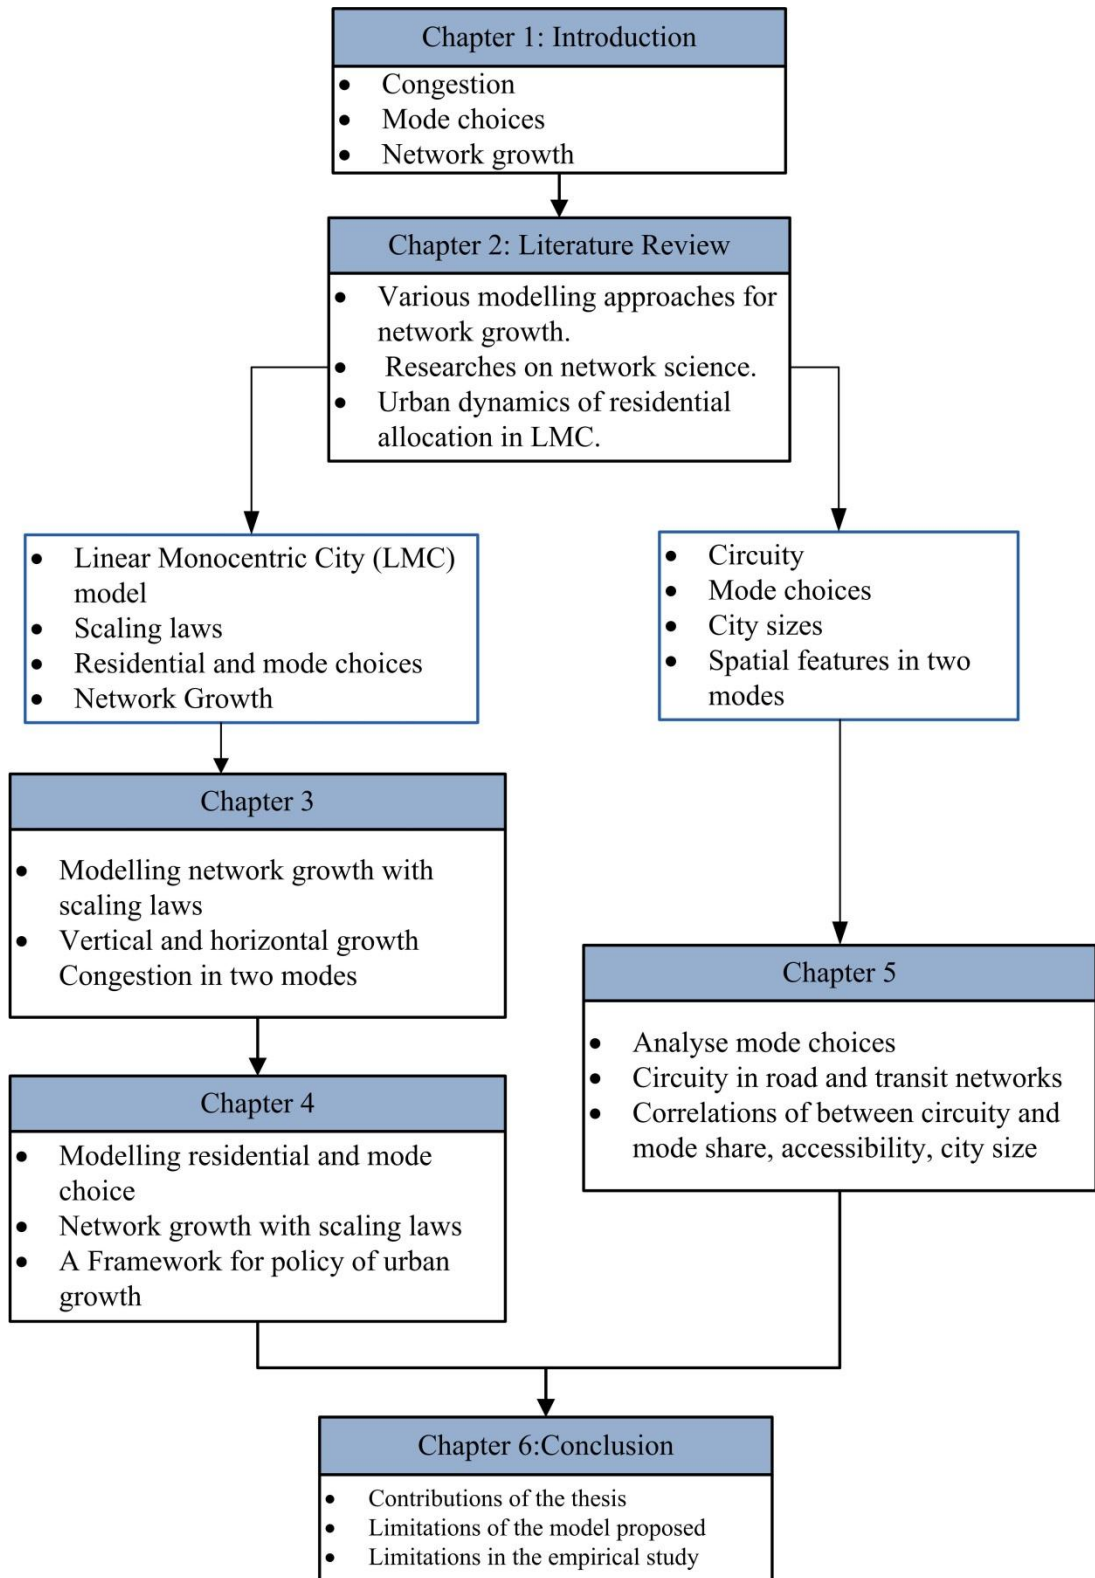 Chapter 1: Introduction
• Congestion
• Mode choices
• Network growth
Chapter 2: Literature Review
• Various modelling approaches for
network growth.
• Researches on network science.
• Urban dynamics of residential
allocation in LMC.
• Linear Monocentric City (LMC)
model
• Scaling laws
• Residential and mode choices
• Network Growth
• Circuity
• Mode choices
• City sizes
• Spatial features in two
modes
Chapter 3
• Modelling network growth with
scaling laws
• Vertical and horizontal growth
Congestion in two modes
Chapter 4
• Modelling residential and mode
choice
• Network growth with scaling laws
• A Framework for policy of urban
growth
Chapter 5
• Analyse mode choices
• Circuity in road and transit networks
• Correlations of between circuity and
mode share, accessibility, city size
Chapter 6:Conclusion
• Contributions of the thesis
• Limitations of the model proposed
• Limitations in the empirical study